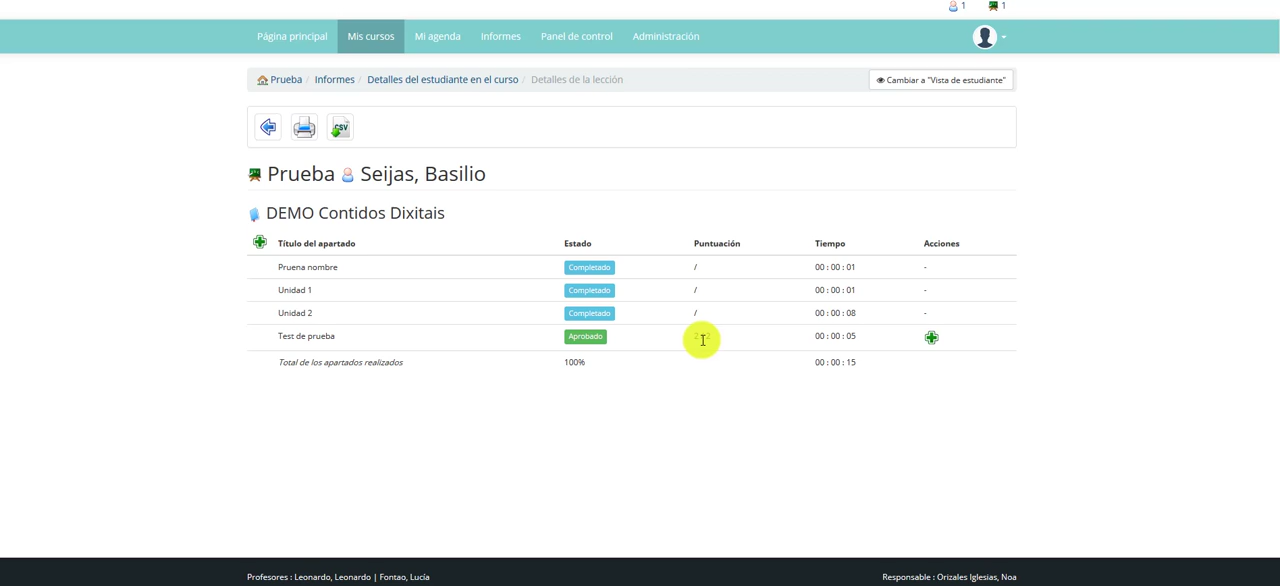 1 1
Página principal Mis cursos Mi agenda Informes Panel de control Administración
Prueba / Informes / Detalles del estudiante en el curso / Detalles de la lección Cambiar a "Vista de estudiante"
CSV
Prueba Seijas, Basilio
DEMO Contidos Dixitais
Título del apartado Estado Puntuación Tiempo Acciones
Pruena nombre Completado / 00 : 00 : 01 -
Unidad 1 Completado / 00 : 00 : 01 -
Unidad 2 Completado / 00 : 00 : 08 -
Test de prueba Aprobado 00 : 00 : 05
Total de los apartados realizados 100% 00 : 00 : 15
Profesores : Leonardo, Leonardo | Fontao, Lucía Responsable : Orizales Iglesias, Noa